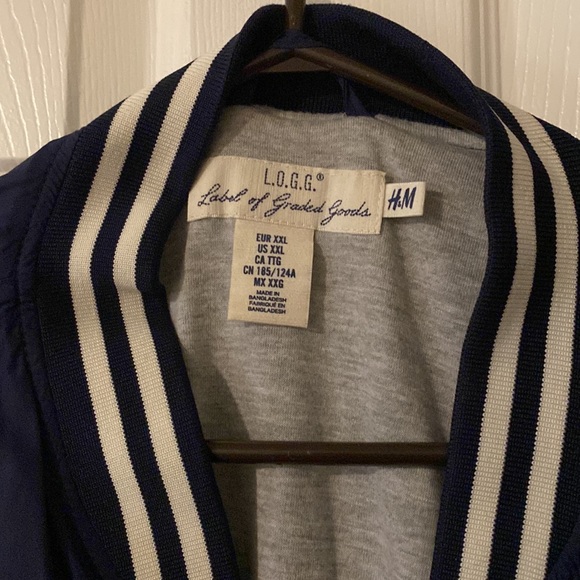 L.O.G.G.®
Label of Graded Goods
H&M
EUR XXL
US XXL
CA TTG
CN 185/124A
MX XXG
MADE IN
BANGLADESH
FABRIQUÉ EN
BANGLADESH